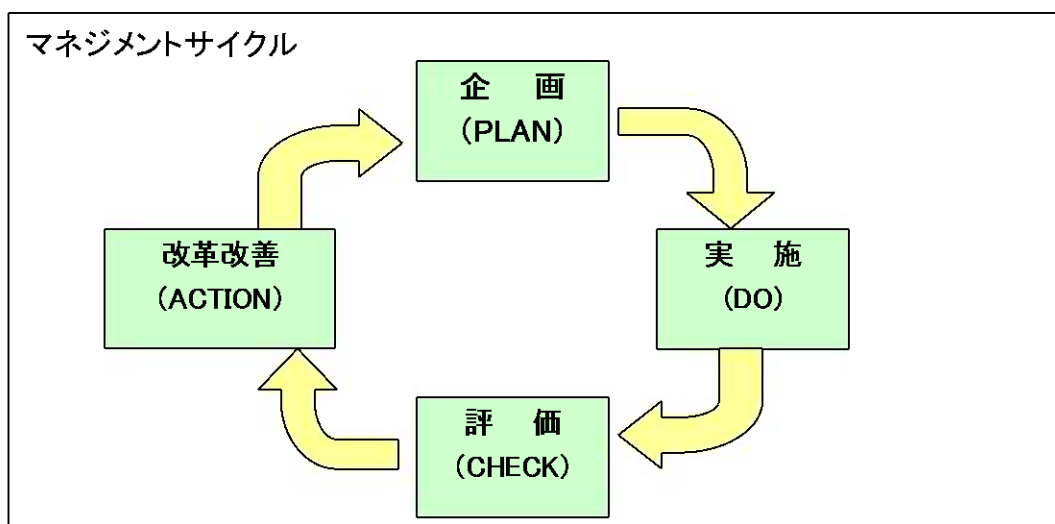 マネジメントサイクル
企　画
（PLAN）
実　施
（DO）
評　価
（CHECK）
改革改善
（ACTION）